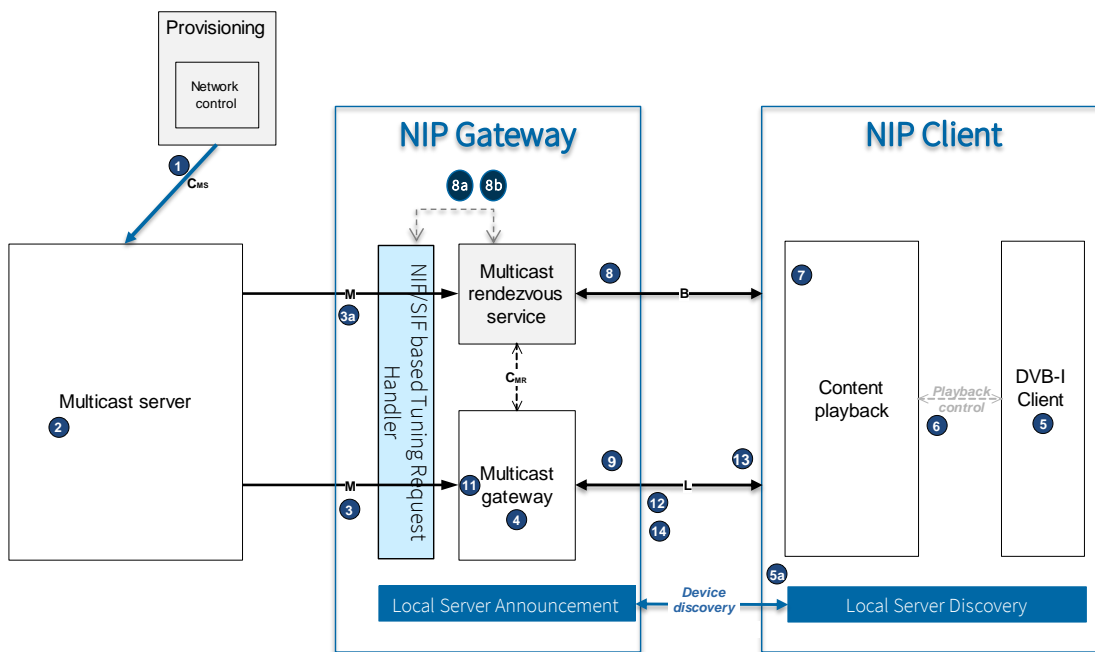 Provisioning
Network
control
1
CMS
NIP Gateway
NIP Client
8a
8b
Multicast server
2
M
3a
M
3
NIF/SIF based Tuning Request
Handler
Multicast
rendezvous
service
CMR
11
Multicast
gateway
4
8
B
9
L
12
14
13
7
Content
playback
Playback
control
6
DVB-I
Client
5
5a
Local Server Announcement
Device
discovery
Local Server Discovery